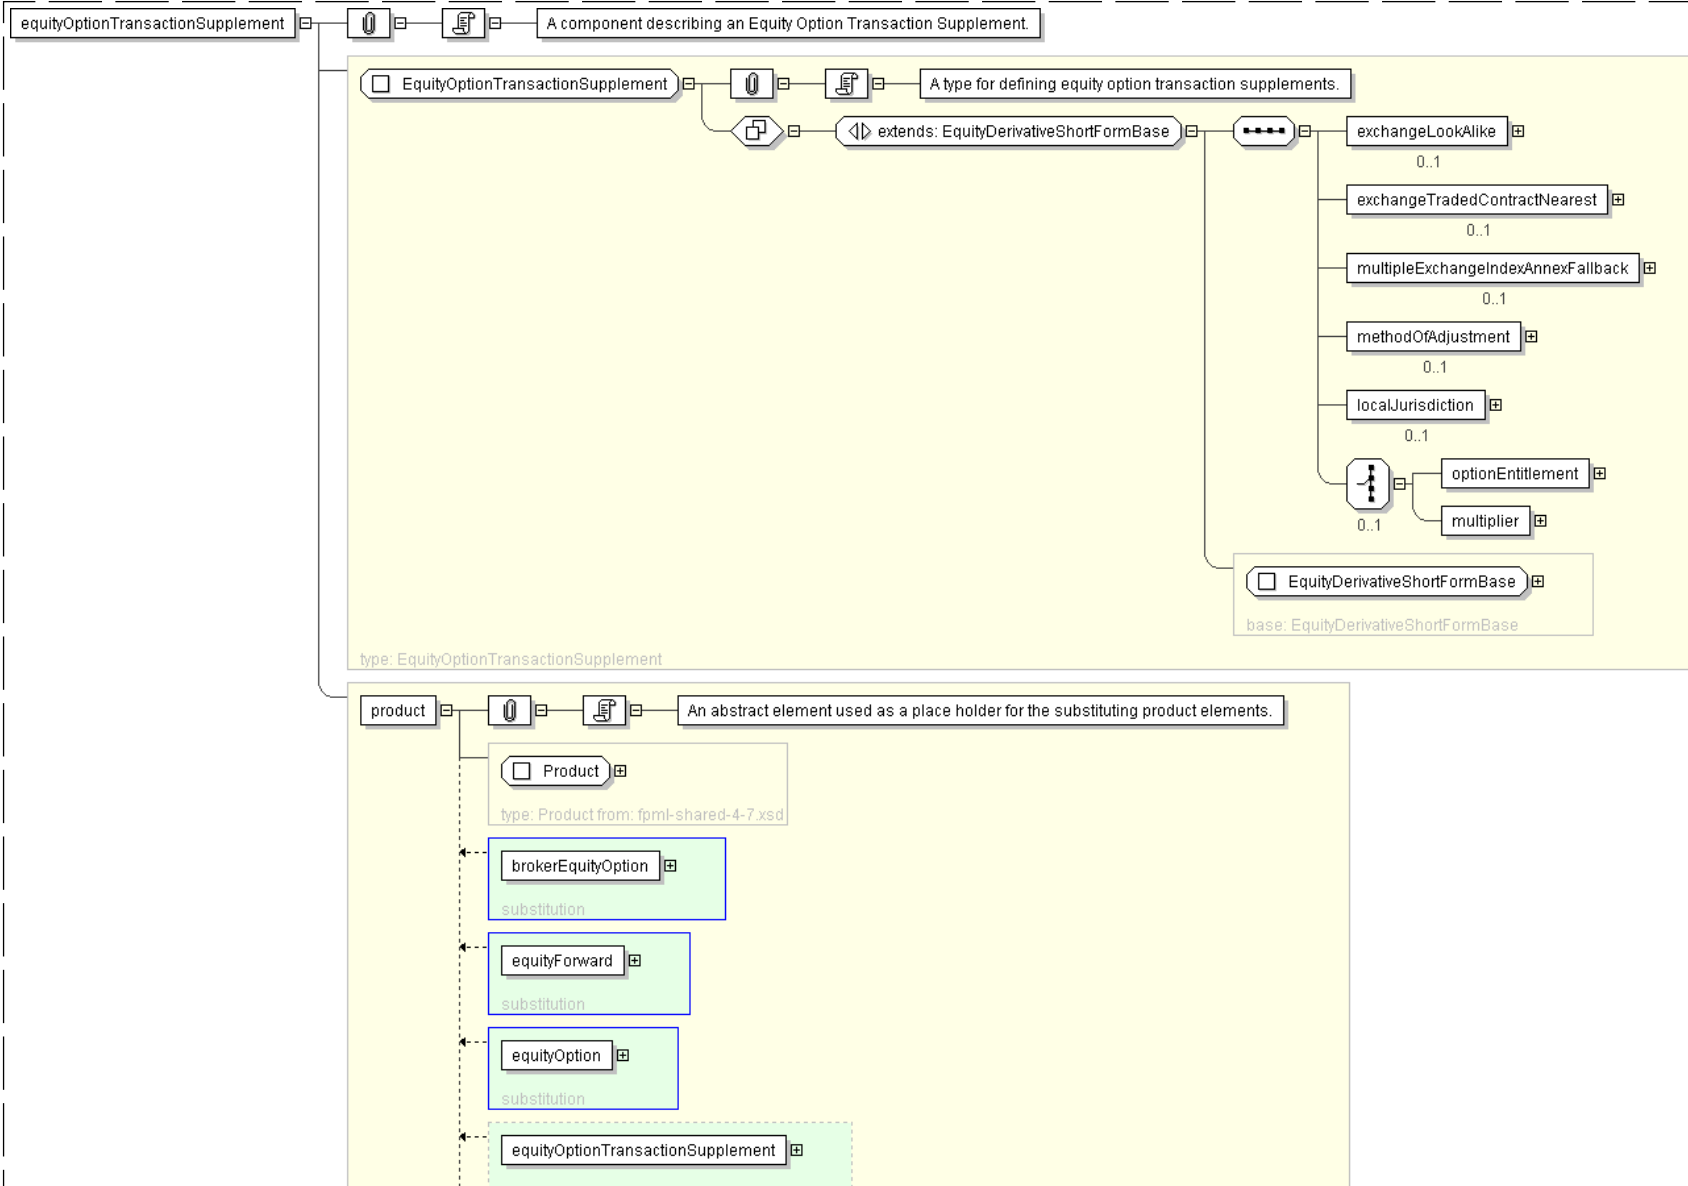 equityOptionTransactionSupplement
A component describing an Equity Option Transaction Supplement.
EquityOptionTransactionSupplement
A type for defining equity option transaction supplements.
extends: EquityDerivativeShortFormBase
exchangeLookAlike
0..1
exchangeTradedContractNearest
0..1
multipleExchangeIndexAnnexFallback
0..1
methodOfAdjustment
0..1
localJurisdiction
0..1
optionEntitlement
multiplier
0..1
EquityDerivativeShortFormBase
base: EquityDerivativeShortFormBase
type: EquityOptionTransactionSupplement
product
An abstract element used as a place holder for the substituting product elements.
Product
type: Product from: fpml-shared-4-7.xsd
brokerEquityOption
substitution
equityForward
substitution
equityOption
substitution
equityOptionTransactionSupplement